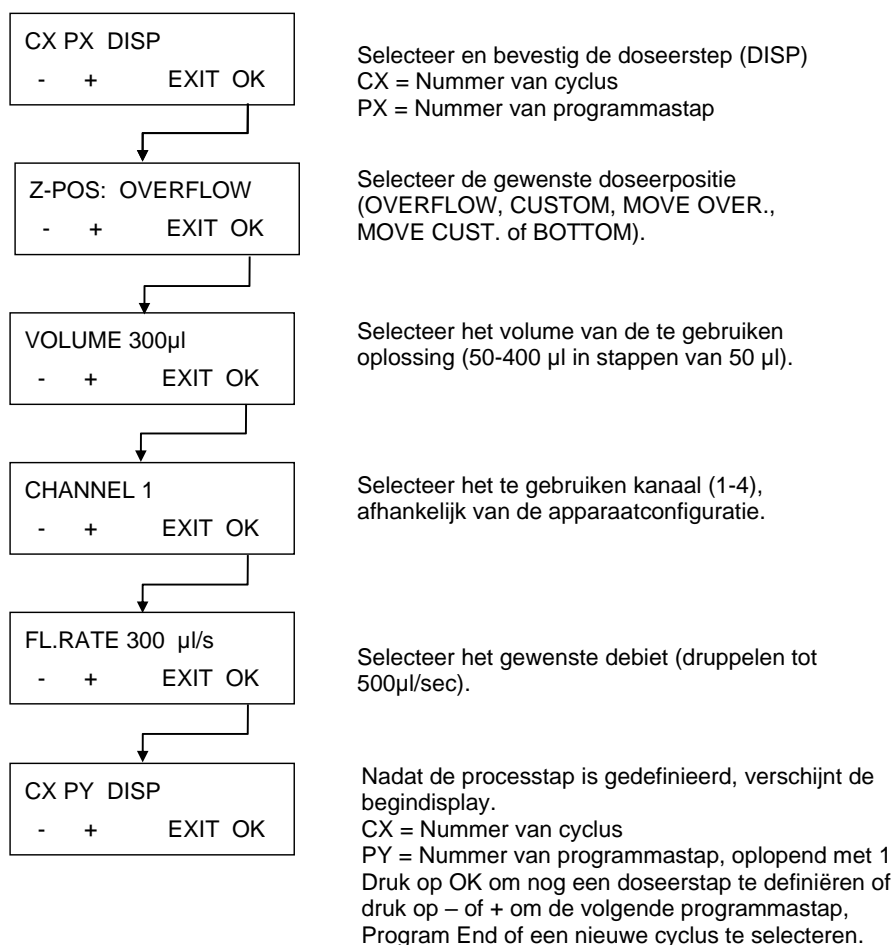 CX PX DISP
- + EXIT OK
Selecteer en bevestig de doseerstep (DISP)
CX = Nummer van cyclus
PX = Nummer van programmastap
Z-POS: OVERFLOW
- + EXIT OK
Selecteer de gewenste doseerpositie
(OVERFLOW, CUSTOM, MOVE OVER.,
MOVE CUST. of BOTTOM).
VOLUME 300µl
- + EXIT OK
Selecteer het volume van de te gebruiken
oplossing (50-400 µl in stappen van 50 µl).
CHANNEL 1
- + EXIT OK
Selecteer het te gebruiken kanaal (1-4),
afhankelijk van de apparaatconfiguratie.
FL.RATE 300 µl/s
- + EXIT OK
Selecteer het gewenste debiet (druppelen tot
500µl/sec).
CX PY DISP
- + EXIT OK
Nadat de processtap is gedefinieerd, verschijnt de
begindisplay.
CX = Nummer van cyclus
PY = Nummer van programmastap, oplopend met 1
Druk op OK om nog een doseerstap te definiëren of
druk op – of + om de volgende programmastap,
Program End of een nieuwe cyclus te selecteren.